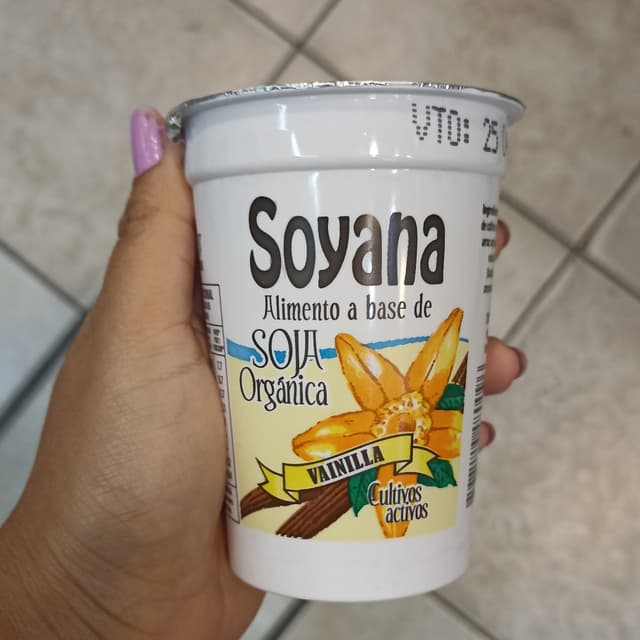 VTO: 25
Soyana
Alimento a base de
SOJA
Orgánica
VAINILLA
Cultivos
activos